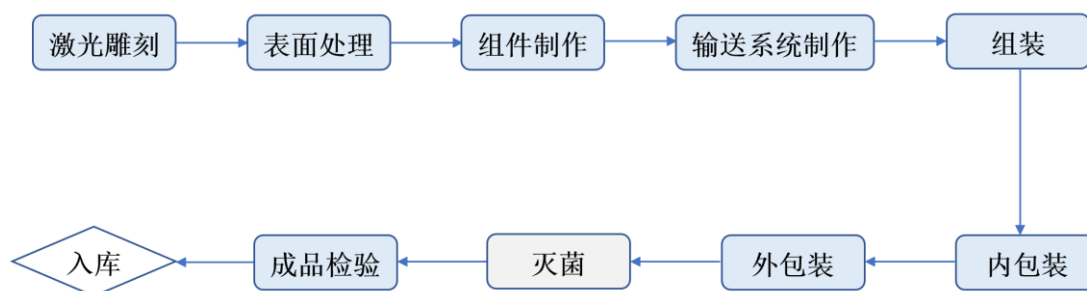 激光雕刻
表面处理
组件制作
输送系统制作
组装
内包装
外包装
灭菌
成品检验
入库